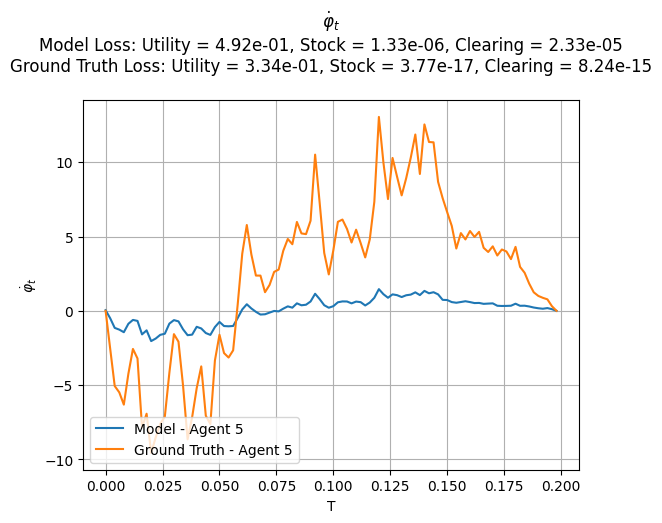 φ̇_t
Model Loss: Utility = 4.92e-01, Stock = 1.33e-06, Clearing = 2.33e-05
Ground Truth Loss: Utility = 3.34e-01, Stock = 3.77e-17, Clearing = 8.24e-15
φ̇_t
10
5
0
−5
−10
Model - Agent 5
Ground Truth - Agent 5
0.000 0.025 0.050 0.075 0.100 0.125 0.150 0.175 0.200
T